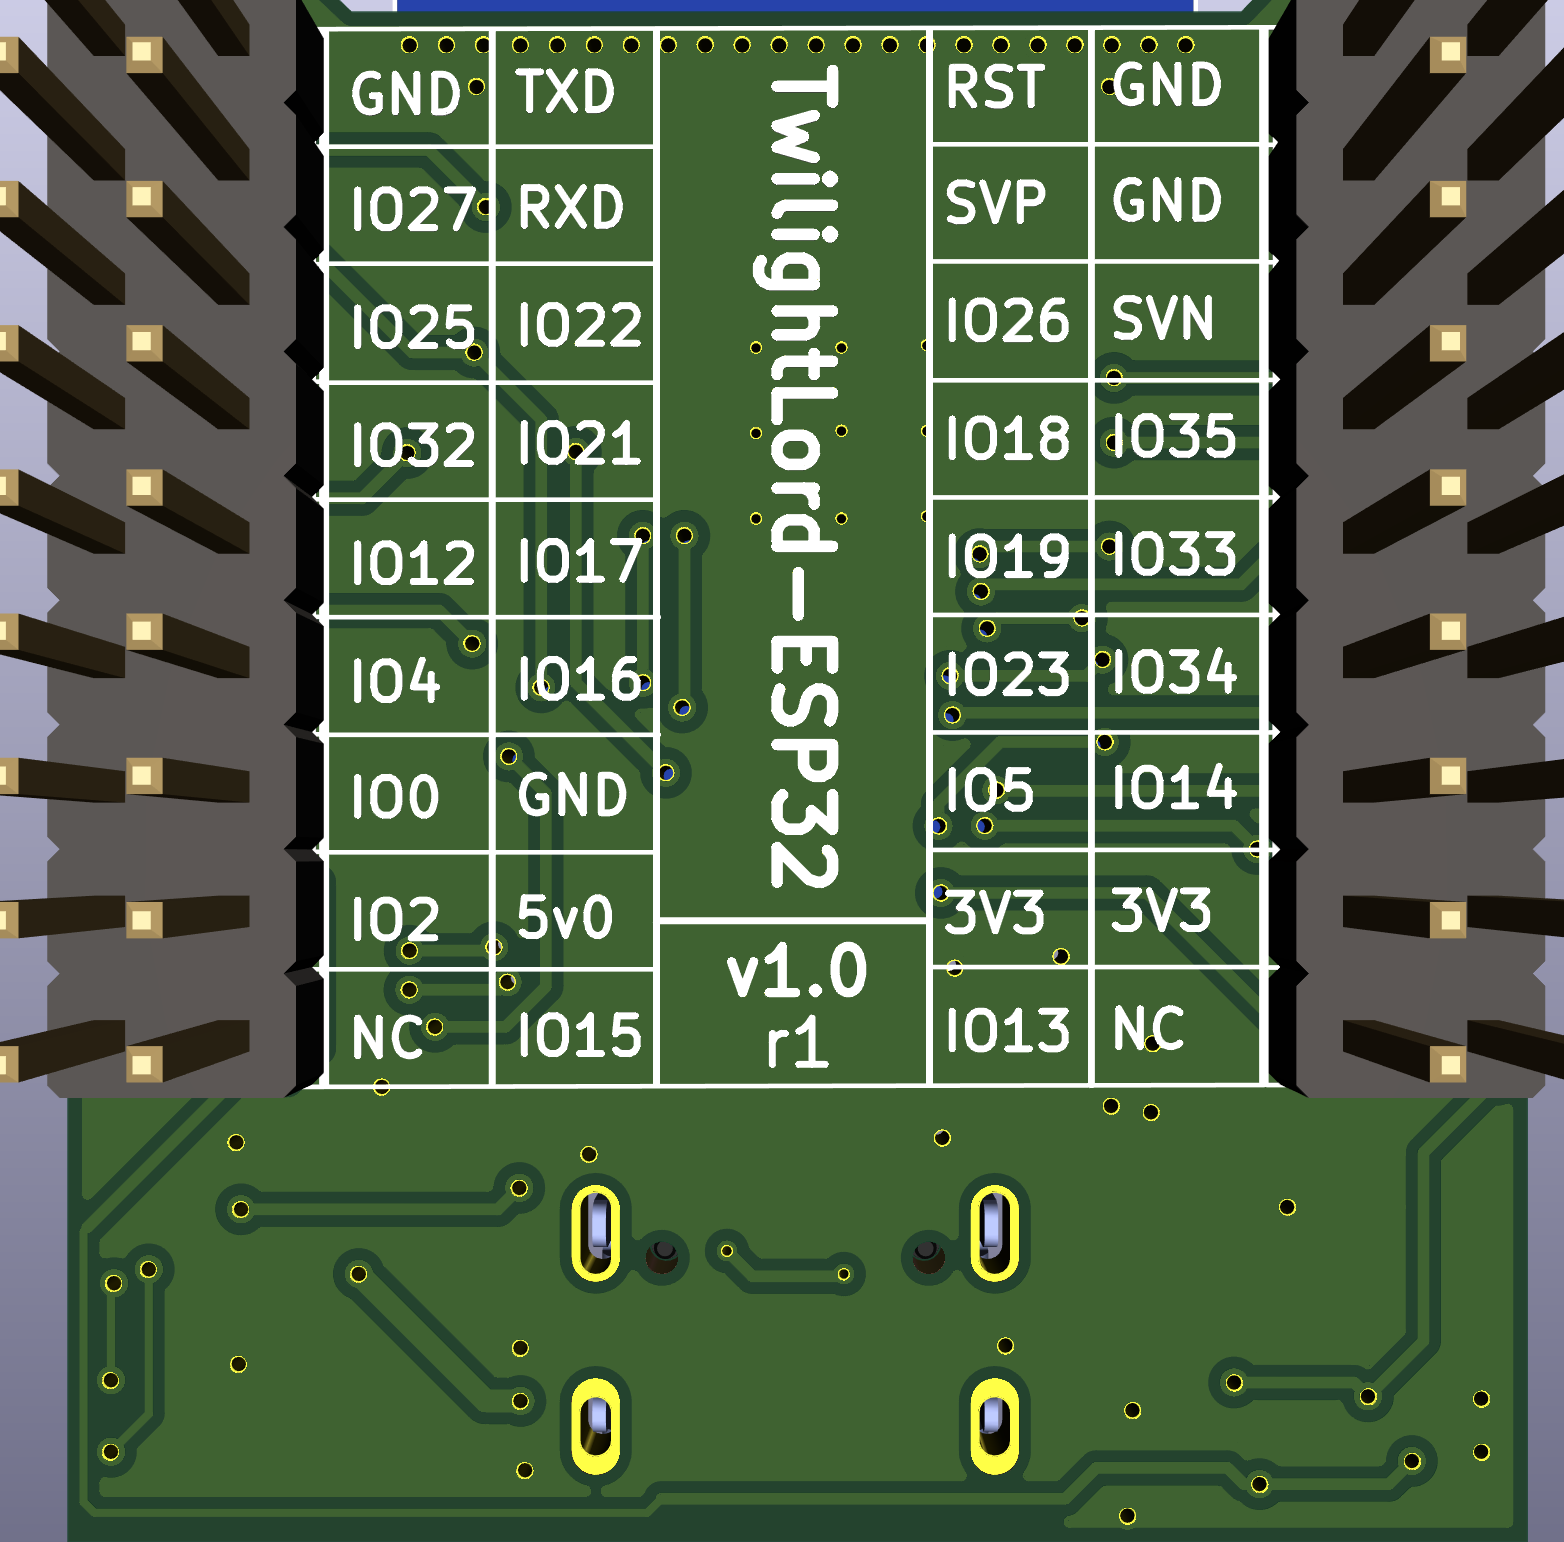 GND TXD RST GND
IO27 RXD SVP GND
IO25 IO22 IO26 SVN
IO32 IO21 IO18 IO35
IO12 IO17 IO19 IO33
IO4 IO16 IO23 IO34
IO0 GND IO5 IO14
IO2 5v0 3V3 3V3
NC IO15 IO13 NC
TwilightLord-ESP32
v1.0
r1